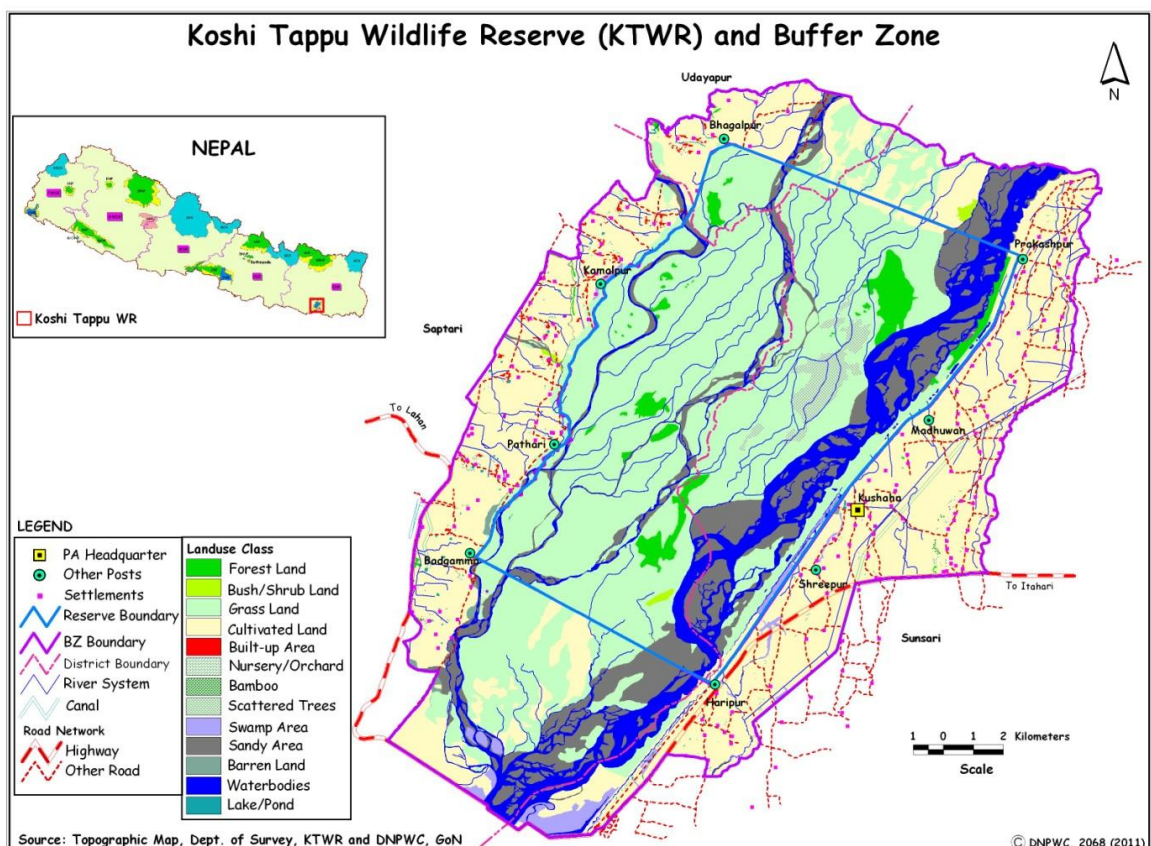 Koshi Tappu Wildlife Reserve (KTWR) and Buffer Zone
N
NEPAL
Koshi Tappu WR
Udayapur
Bhagalpur
Prakashpur
Kamalpur
Saptari
To Lahan
Pathari
Madhuwan
Kushaha
Badgamma
Shreepur
To Itahari
Sunsari
Haripur
1 0 1 2 Kilometers
Scale
LEGEND
PA Headquarter
Other Posts
Settlements
Reserve Boundary
BZ Boundary
District Boundary
River System
Canal
Road Network
Highway
Other Road
Landuse Class
Forest Land
Bush/Shrub Land
Grass Land
Cultivated Land
Built-up Area
Nursery/Orchard
Bamboo
Scattered Trees
Swamp Area
Sandy Area
Barren Land
Waterbodies
Lake/Pond
Source: Topographic Map, Dept. of Survey, KTWR and DNPWC, GoN
© DNPWC, 2068 (2011)